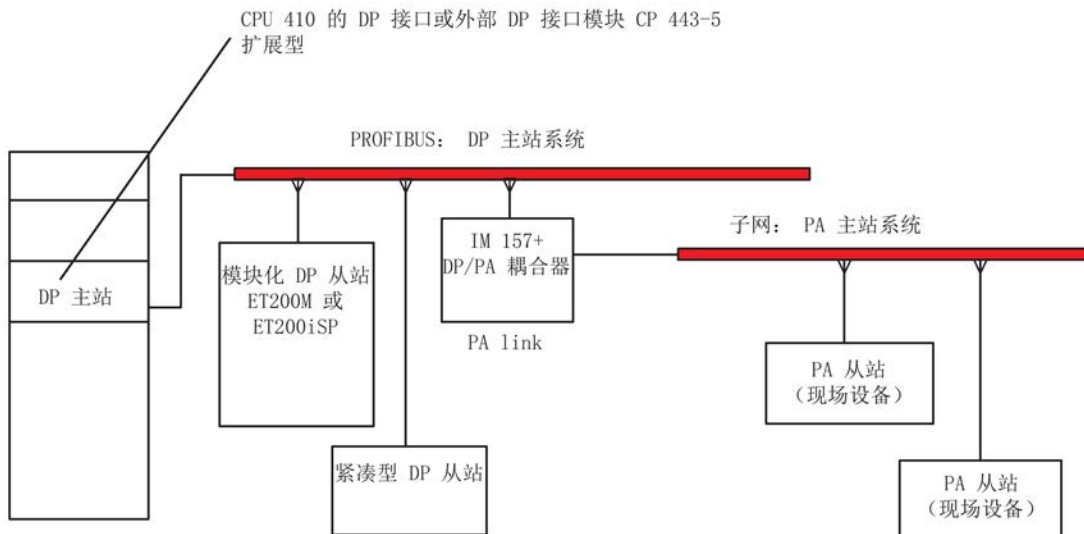 CPU 410 的 DP 接口或外部 DP 接口模块 CP 443-5
扩展型
PROFIBUS: DP 主站系统
子网: PA 主站系统
IM 157+
DP/PA 耦合器
模块化 DP 从站
ET200M 或
ET200iSP
DP 主站
PA link
PA 从站
(现场设备)
紧凑型 DP 从站
PA 从站
(现场设备)